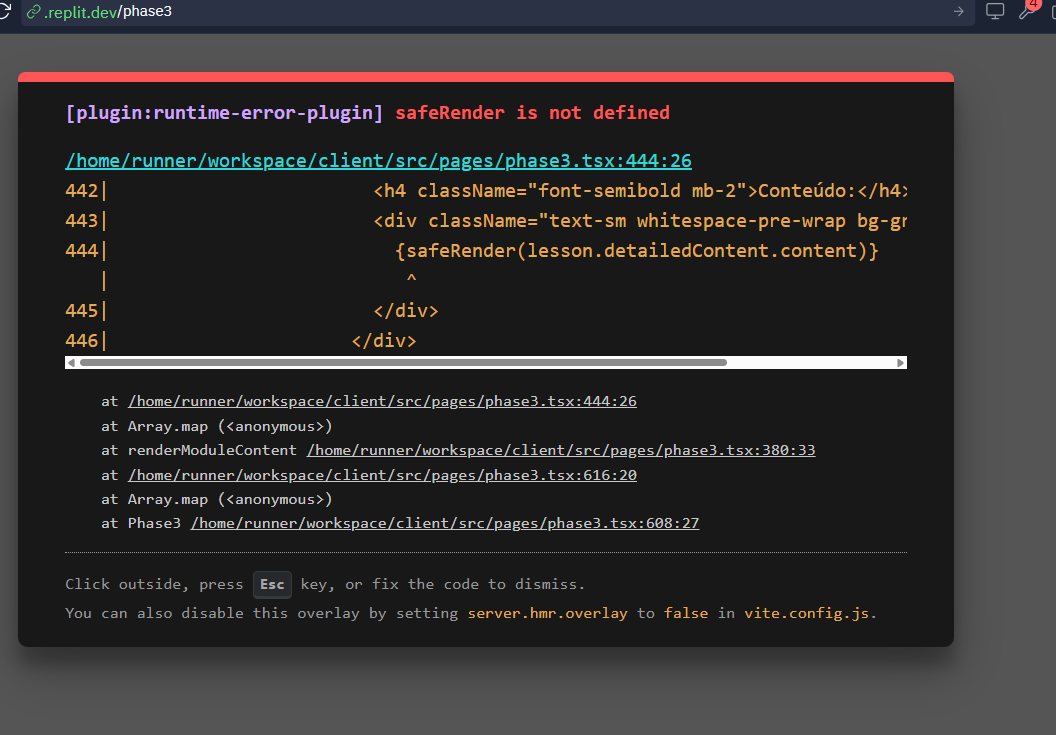 .replit.dev/phase3
4
[plugin:runtime-error-plugin] safeRender is not defined
/home/runner/workspace/client/src/pages/phase3.tsx:444:26
442| <h4 className="font-semibold mb-2">Conteúdo:</h4>
443| <div className="text-sm whitespace-pre-wrap bg-gr
444| {safeRender(lesson.detailedContent.content)}
| ^
445| </div>
446| </div>
at /home/runner/workspace/client/src/pages/phase3.tsx:444:26
at Array.map (<anonymous>)
at renderModuleContent /home/runner/workspace/client/src/pages/phase3.tsx:380:33
at /home/runner/workspace/client/src/pages/phase3.tsx:616:20
at Array.map (<anonymous>)
at Phase3 /home/runner/workspace/client/src/pages/phase3.tsx:608:27
Click outside, press Esc key, or fix the code to dismiss.
You can also disable this overlay by setting server.hmr.overlay to false in vite.config.js.